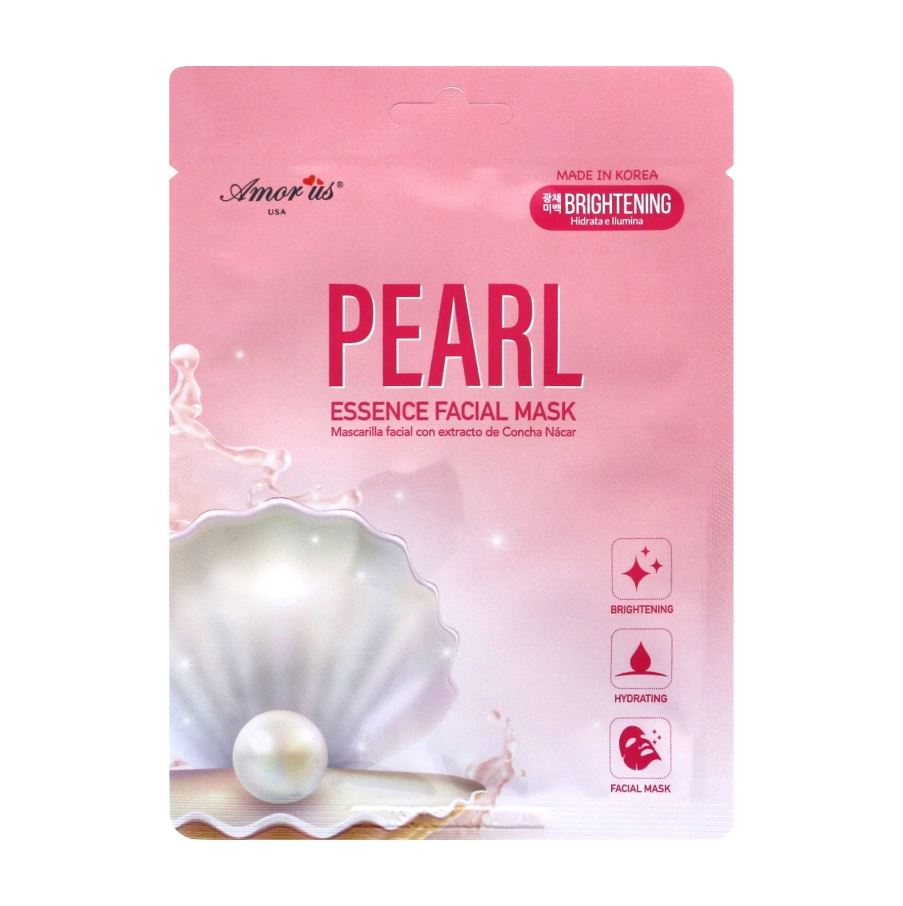 Amor üs®
USA
MADE IN KOREA
광채
미백
BRIGHTENING
Hidrata e Ilumina
PEARL
ESSENCE FACIAL MASK
Mascarilla facial con extracto de Concha Nácar
BRIGHTENING
HYDRATING
FACIAL MASK